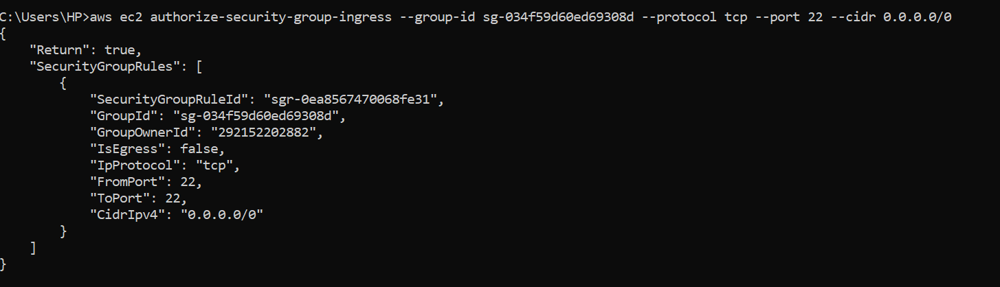 C:\Users\HP>aws ec2 authorize-security-group-ingress --group-id sg-034f59d60ed69308d --protocol tcp --port 22 --cidr 0.0.0.0/0
{
    "Return": true,
    "SecurityGroupRules": [
        {
            "SecurityGroupRuleId": "sgr-0ea8567470068fe31",
            "GroupId": "sg-034f59d60ed69308d",
            "GroupOwnerId": "292152202882",
            "IsEgress": false,
            "IpProtocol": "tcp",
            "FromPort": 22,
            "ToPort": 22,
            "CidrIpv4": "0.0.0.0/0"
        }
    ]
}